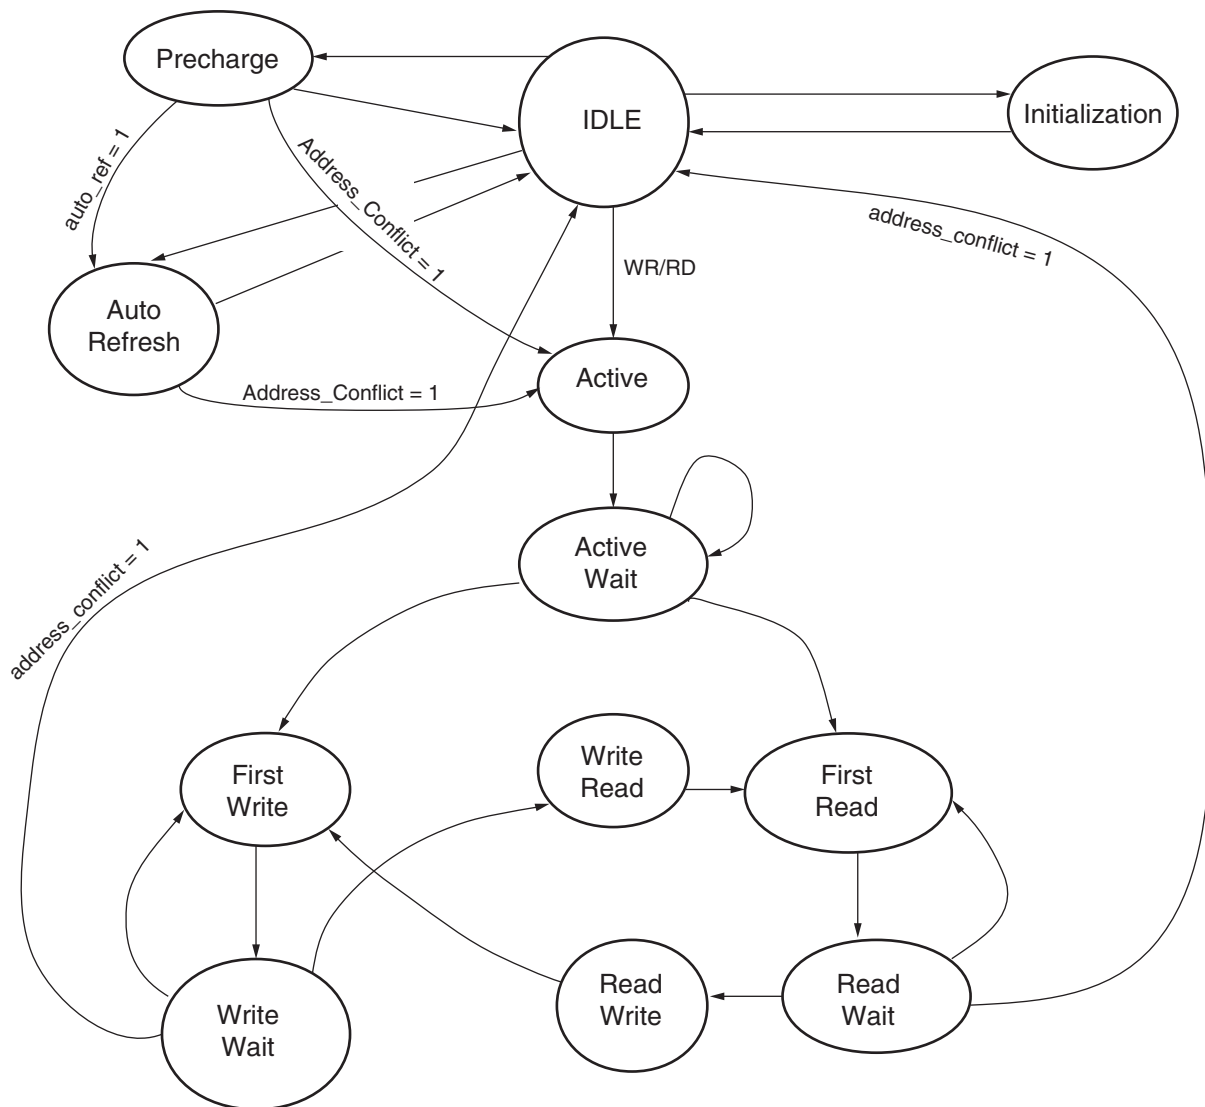 Precharge
IDLE
Initialization
auto_ref = 1
Address_Conflict = 1
address_conflict = 1
WR/RD
Auto
Refresh
Active
Address_Conflict = 1
Active
Wait
address_conflict = 1
Write
Read
First
Write
First
Read
Read
Write
Read
Wait
Write
Wait